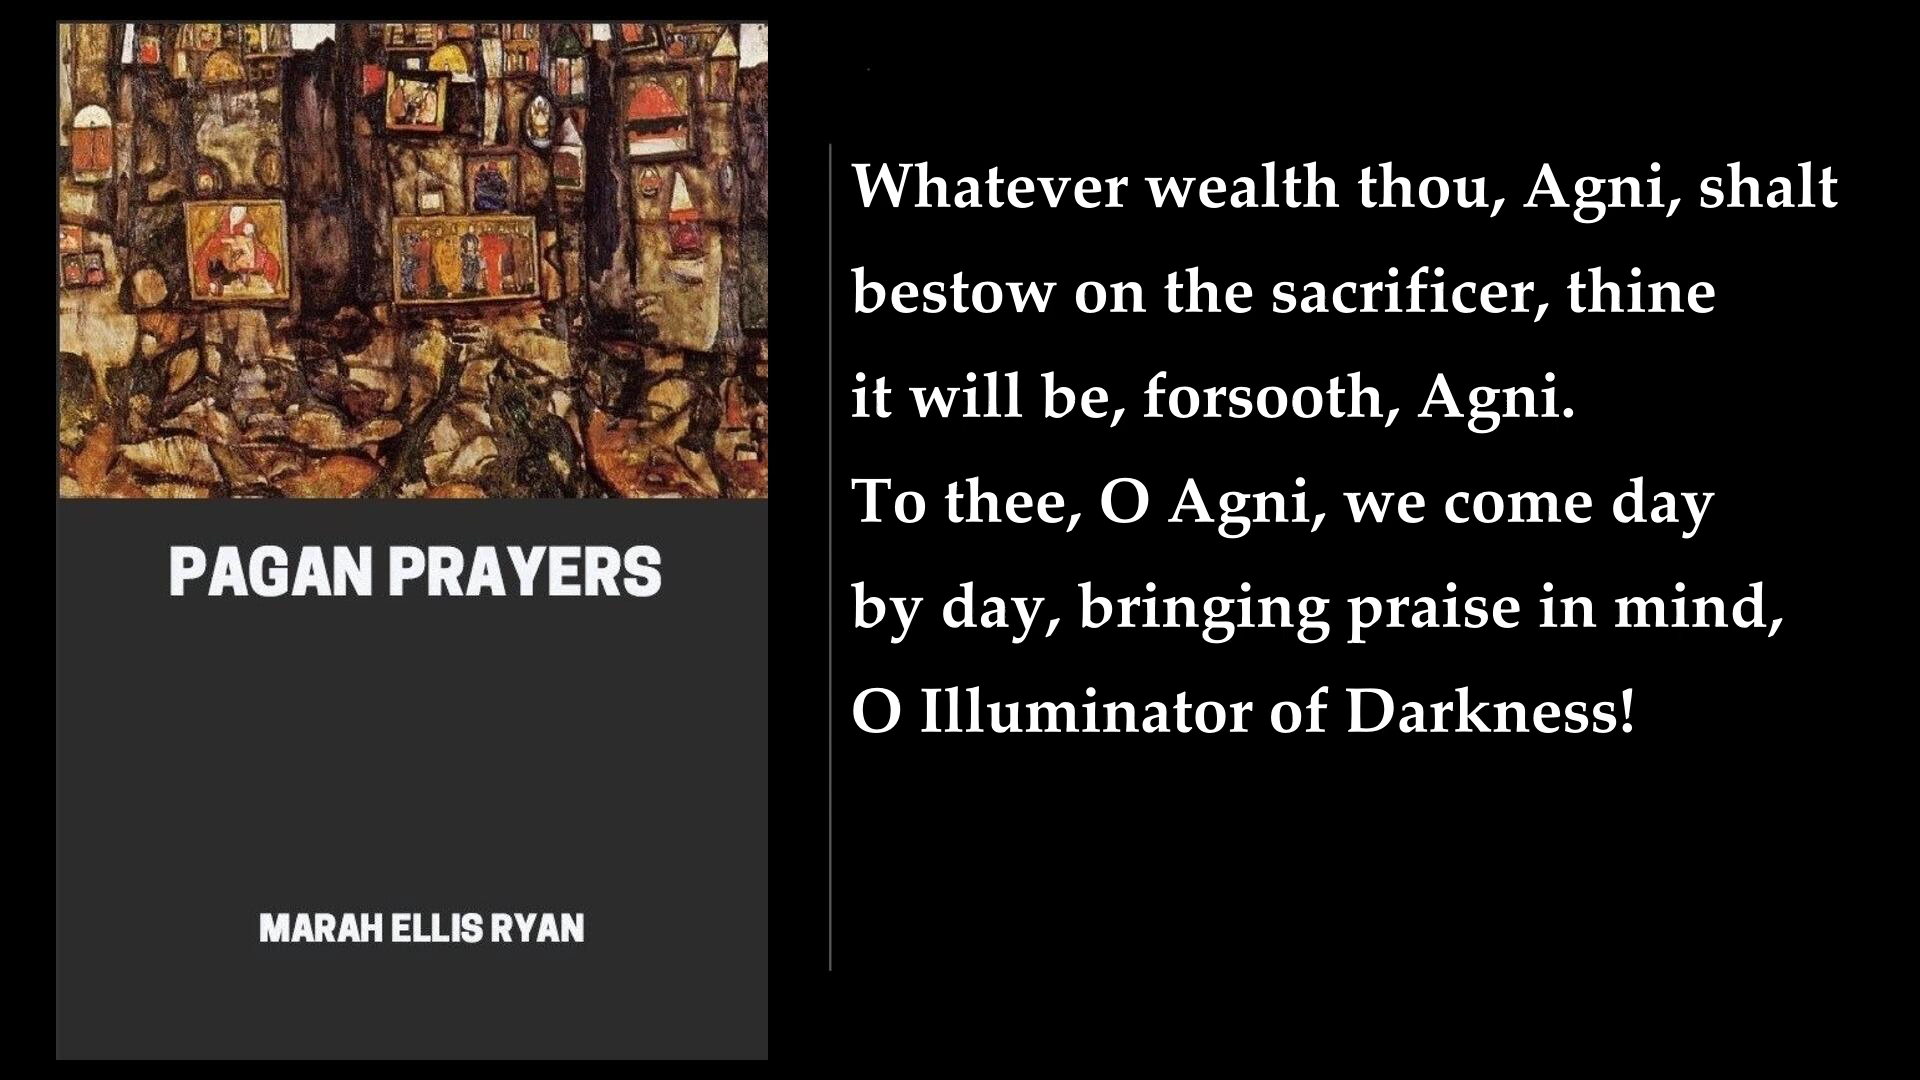 PAGAN PRAYERS
MARAH ELLIS RYAN
Whatever wealth thou, Agni, shalt
bestow on the sacrificer, thine
it will be, forsooth, Agni.
To thee, O Agni, we come day
by day, bringing praise in mind,
O Illuminator of Darkness!